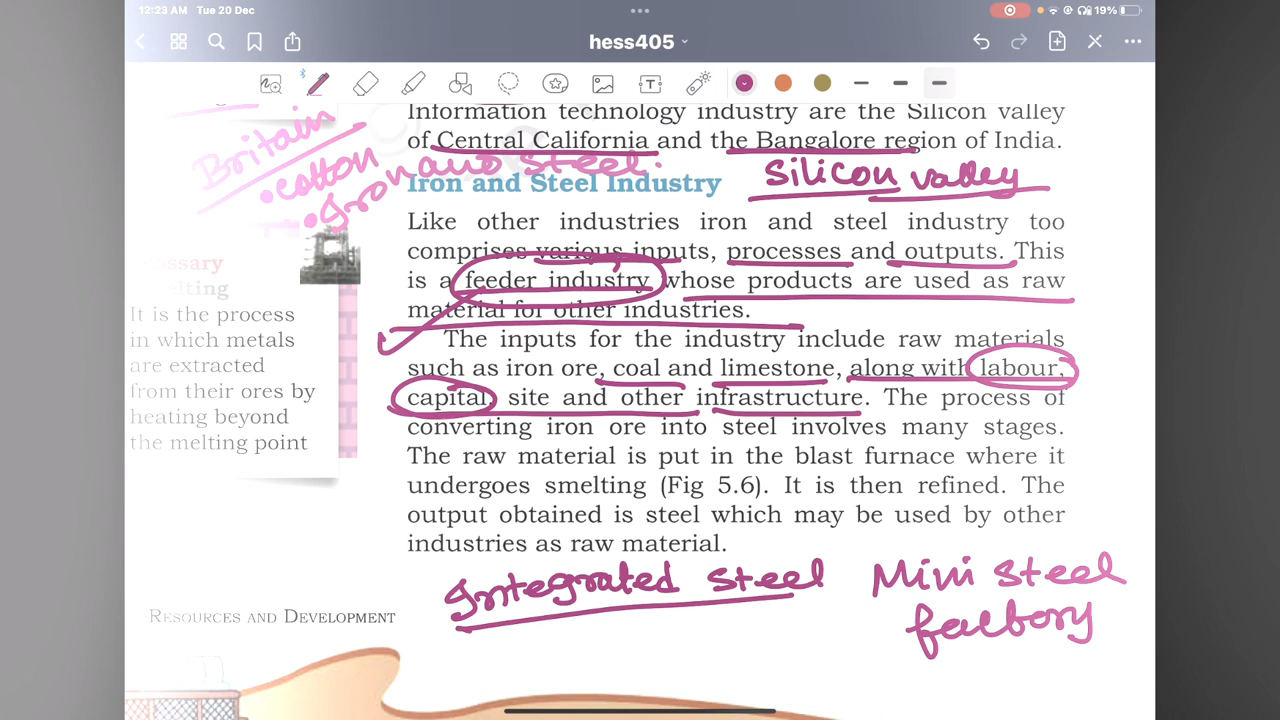 12:23 AM Tue 20 Dec
19%
hess405
T
Information technology industry are the Silicon valley
of Central California and the Bangalore region of India.
Britain
•cotton
•Iron and Steel.
Iron and Steel Industry
Silicon valley
Like other industries iron and steel industry too
comprises various inputs, processes and outputs. This
is a feeder industry whose products are used as raw
material for other industries.
The inputs for the industry include raw materials
such as iron ore, coal and limestone, along with labour,
capital, site and other infrastructure. The process of
converting iron ore into steel involves many stages.
The raw material is put in the blast furnace where it
undergoes smelting (Fig 5.6). It is then refined. The
output obtained is steel which may be used by other
industries as raw material.
ossary
elting
It is the process
in which metals
are extracted
from their ores by
heating beyond
the melting point
Integrated Steel
Mini Steel
factory
RESOURCES AND DEVELOPMENT